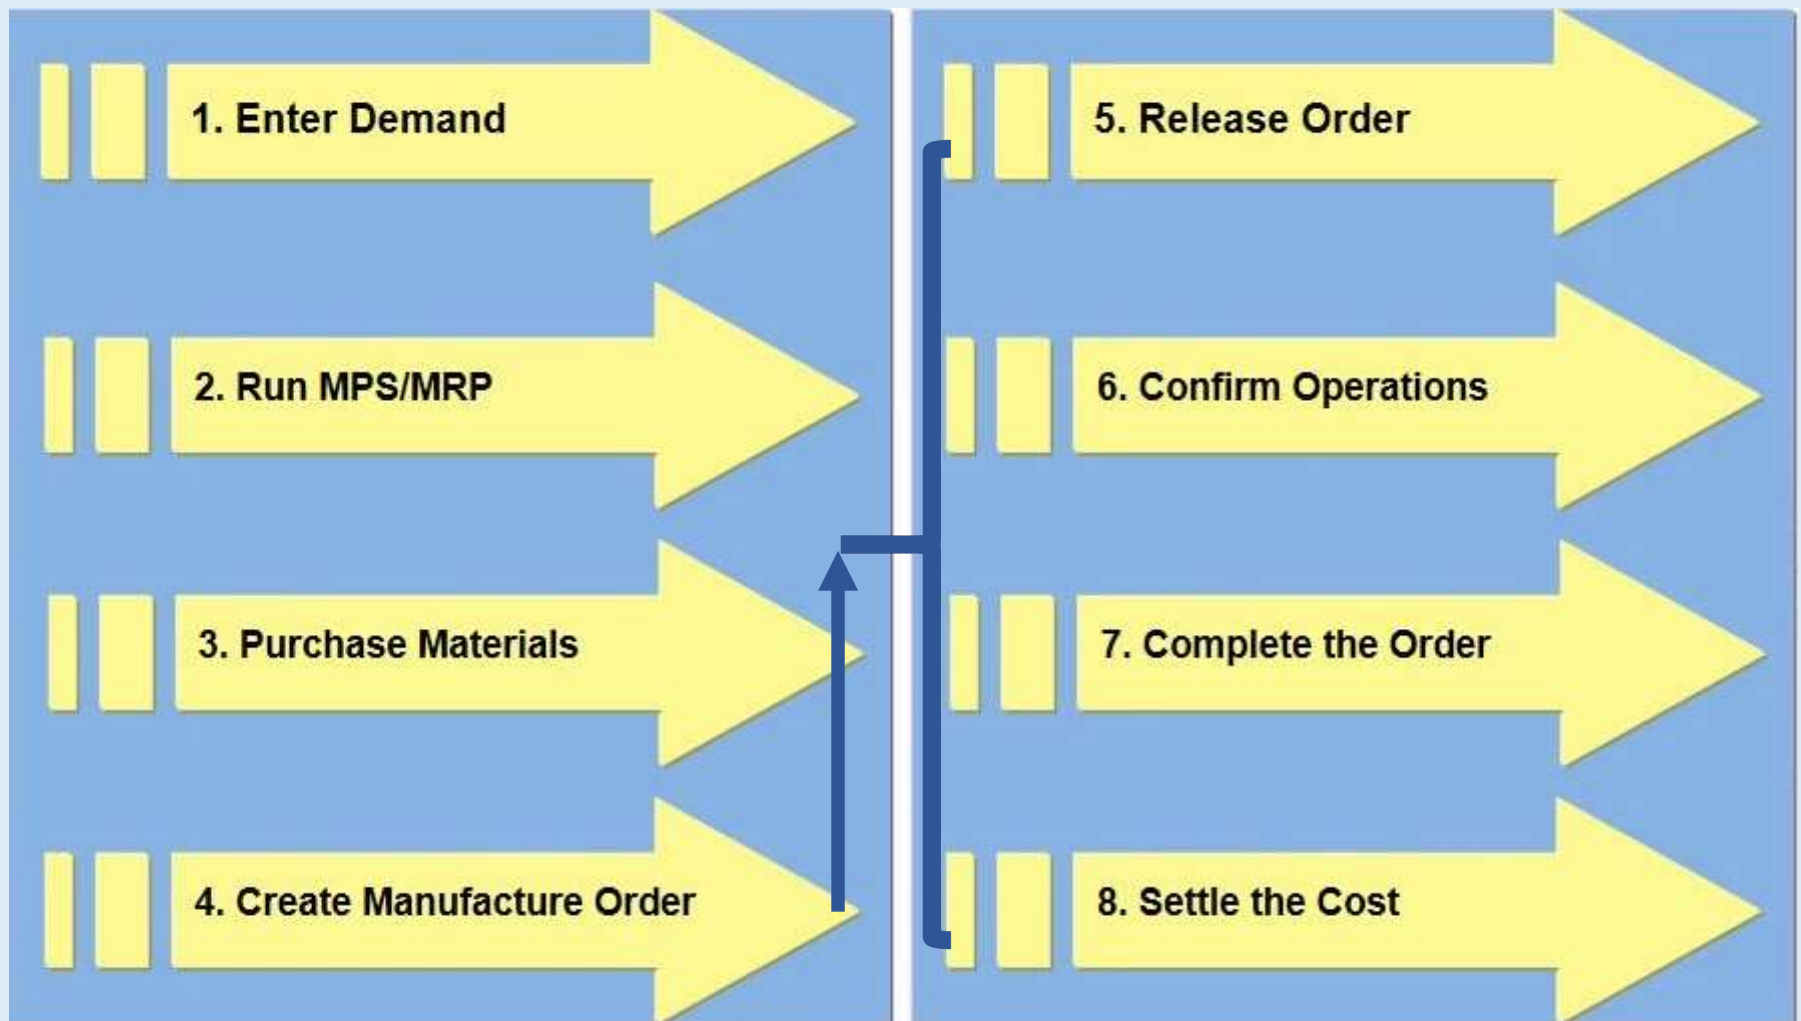 1. Enter Demand
2. Run MPS/MRP
3. Purchase Materials
4. Create Manufacture Order
5. Release Order
6. Confirm Operations
7. Complete the Order
8. Settle the Cost